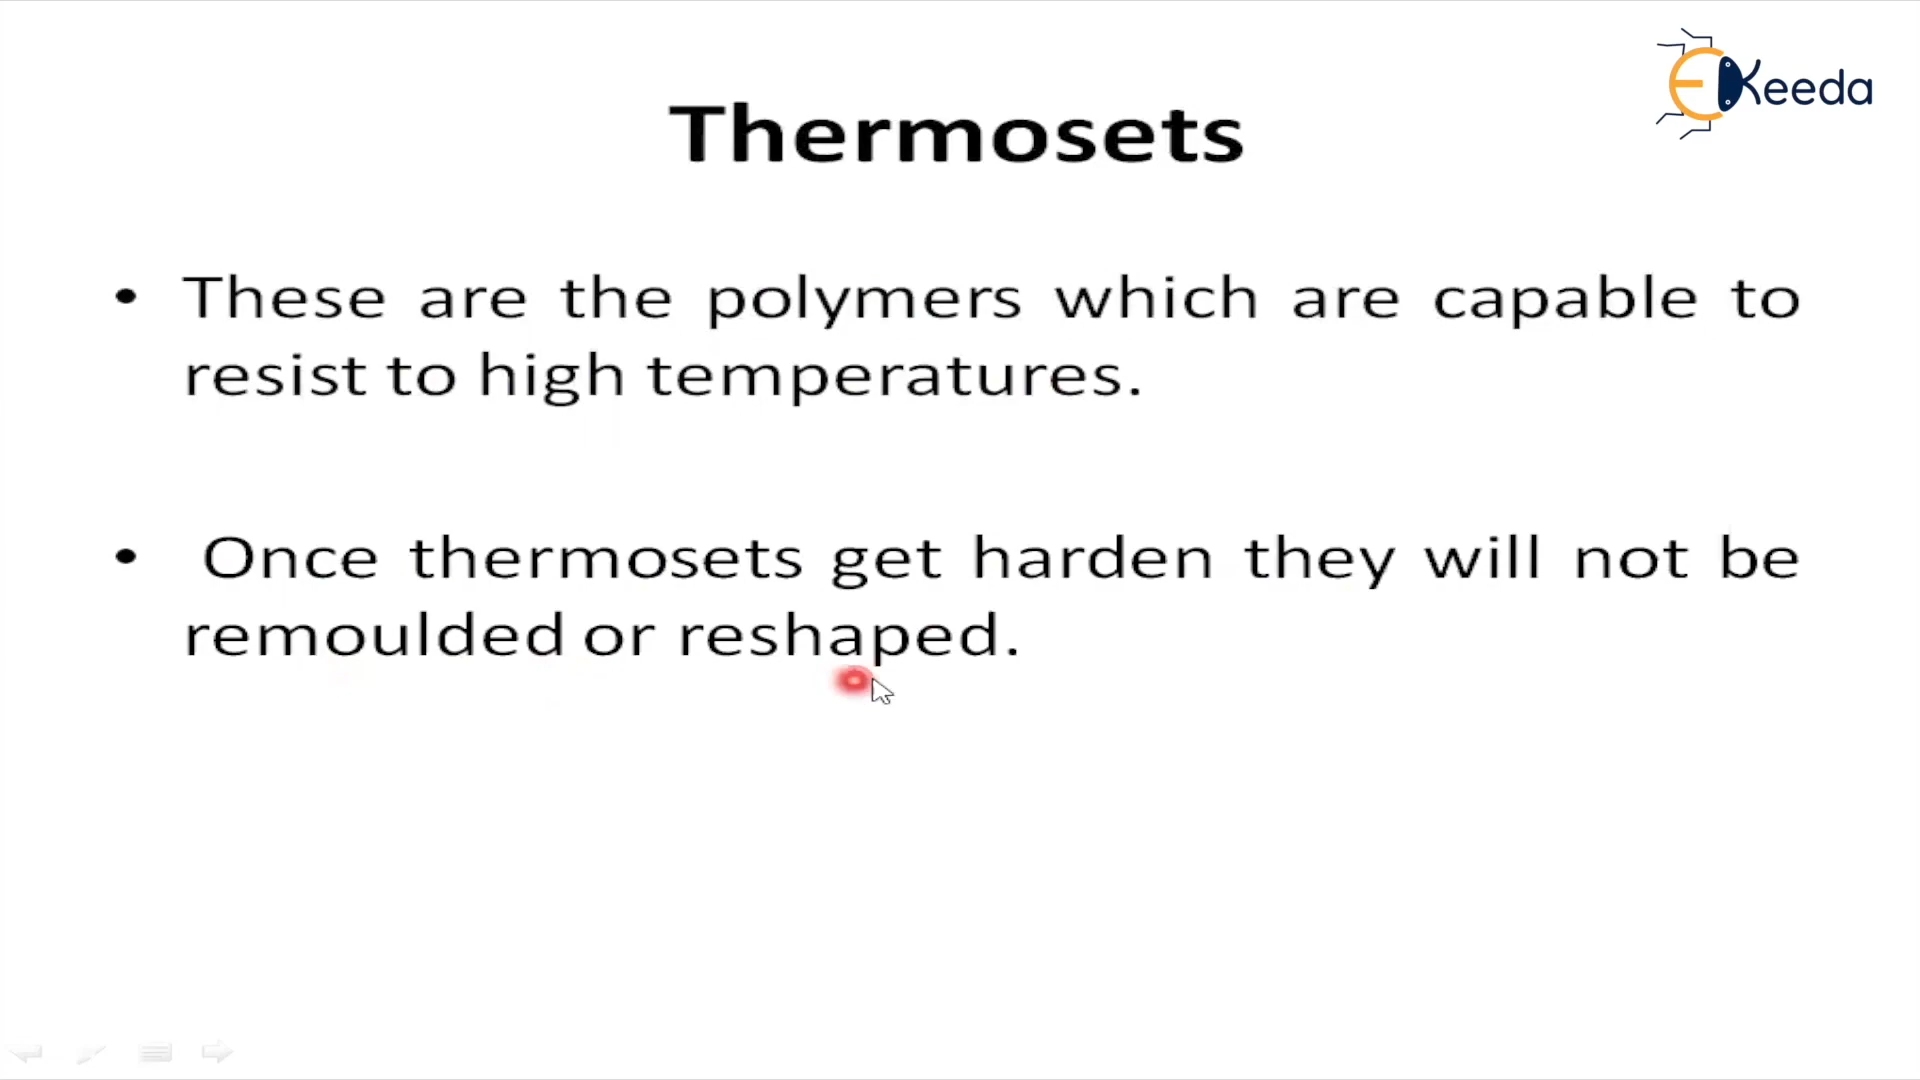 EKeeda
Thermosets
• These are the polymers which are capable to
resist to high temperatures.
• Once thermosets get harden they will not be
remoulded or reshaped.